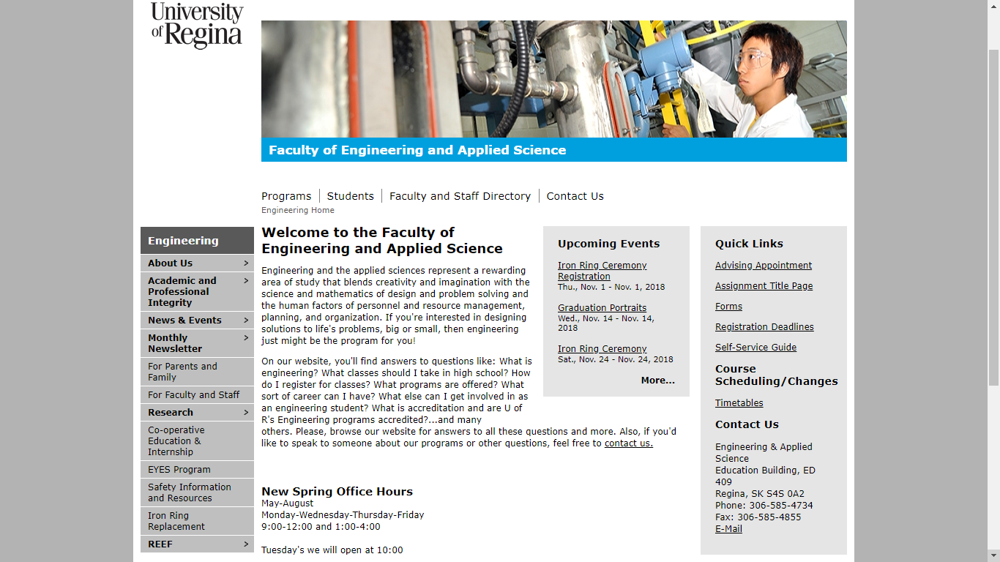 University
of Regina
Faculty of Engineering and Applied Science
Programs
Students
Faculty and Staff Directory
Contact Us
Engineering Home
Engineering
About Us >
Academic and >
Professional
Integrity
News & Events >
Monthly >
Newsletter
For Parents and
Family
For Faculty and Staff
Research >
Co-operative
Education &
Internship
EYES Program
Safety Information
and Resources
Iron Ring
Replacement
REEF >
Welcome to the Faculty of
Engineering and Applied Science
Engineering and the applied sciences represent a rewarding
area of study that blends creativity and imagination with the
science and mathematics of design and problem solving and
the human factors of personnel and resource management,
planning, and organization. If you're interested in designing
solutions to life's problems, big or small, then engineering
just might be the program for you!
On our website, you'll find answers to questions like: What is
engineering? What classes should I take in high school? How
do I register for classes? What programs are offered? What
sort of career can I have? What else can I get involved in as
an engineering student? What is accreditation and are U of
R's Engineering programs accredited?...and many
others. Please, browse our website for answers to all these questions and more. Also, if you'd
like to speak to someone about our programs or other questions, feel free to contact us.
New Spring Office Hours
May-August
Monday-Wednesday-Thursday-Friday
9:00-12:00 and 1:00-4:00
Tuesday's we will open at 10:00
Upcoming Events
Iron Ring Ceremony
Registration
Thu., Nov. 1 - Nov. 1, 2018
Graduation Portraits
Wed., Nov. 14 - Nov. 14,
2018
Iron Ring Ceremony
Sat., Nov. 24 - Nov. 24, 2018
More...
Quick Links
Advising Appointment
Assignment Title Page
Forms
Registration Deadlines
Self-Service Guide
Course
Scheduling/Changes
Timetables
Contact Us
Engineering & Applied
Science
Education Building, ED
409
Regina, SK S4S 0A2
Phone: 306-585-4734
Fax: 306-585-4855
E-Mail